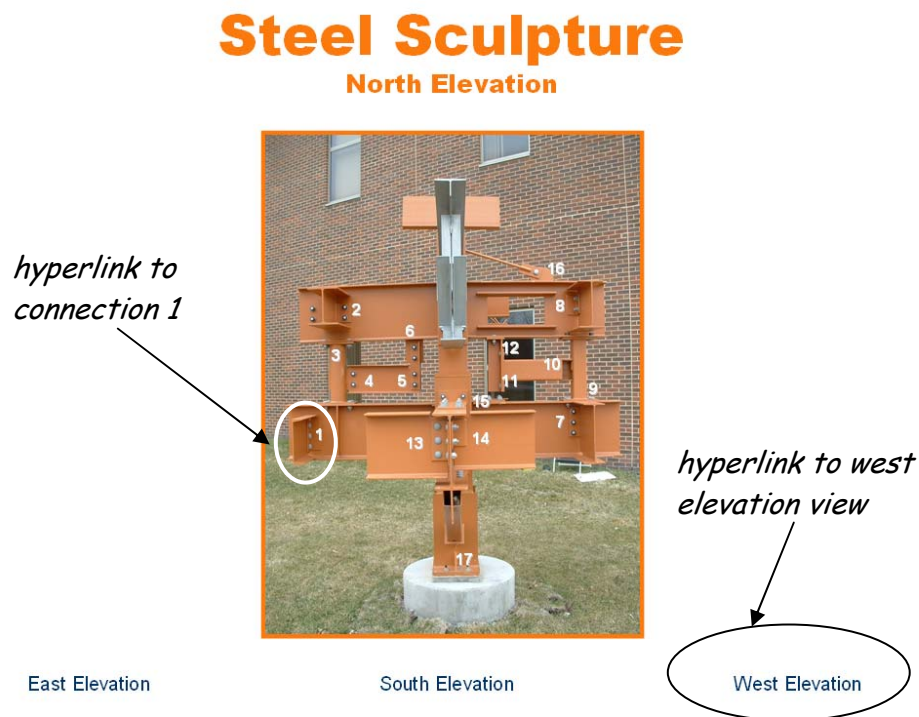 Steel Sculpture
North Elevation
hyperlink to
connection 1
16
2
8
6
3
12
4
5
10
11
9
15
1
13
14
7
hyperlink to west
elevation view
17
East Elevation
South Elevation
West Elevation